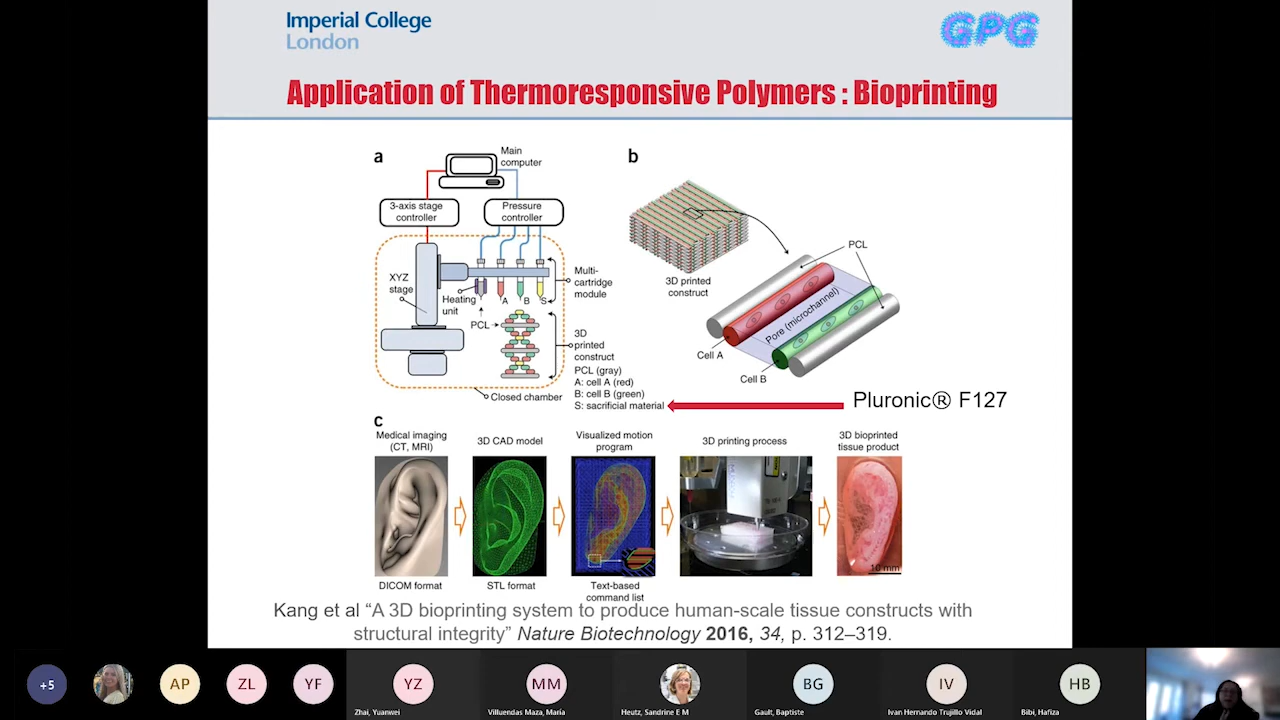 Imperial College
London
GPG
Application of Thermoresponsive Polymers : Bioprinting
a
Main
computer
3-axis stage
controller
Pressure
controller
XYZ
stage
Heating
unit
A
B
S
Multi-
cartridge
module
PCL
3D
printed
construct
PCL (gray)
A: cell A (red)
B: cell B (green)
S: sacrificial material
Closed chamber
b
3D printed
construct
PCL
Pore (microchannel)
Cell A
Cell B
Pluronic® F127
c
Medical imaging
(CT, MRI)
3D CAD model
Visualized motion
program
3D printing process
3D bioprinted
tissue product
10 mm
DICOM format
STL format
Text-based
command list
Kang et al “A 3D bioprinting system to produce human-scale tissue constructs with
structural integrity” Nature Biotechnology 2016, 34, p. 312–319.
+5
AP
ZL
YF
YZ
Zhai, Yuanwei
MM
Villuendas Maza, Maria
Heutz, Sandrine E M
BG
Gault, Baptiste
IV
Ivan Hernando Trujillo Vidal
HB
Bibi, Hafiza